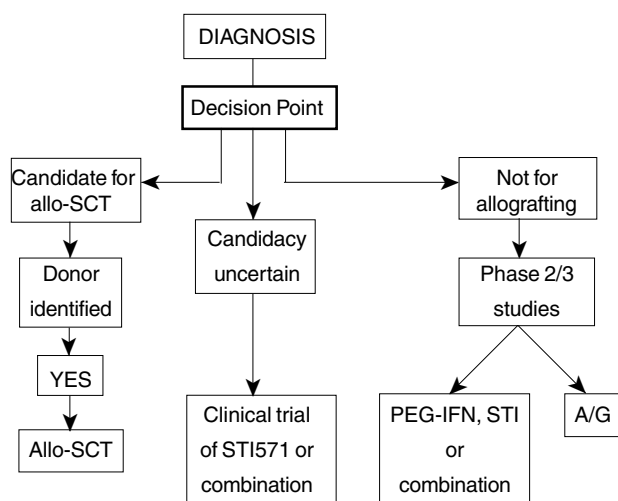 DIAGNOSIS
Decision Point
Candidate for
allo-SCT
Donor
identified
YES
Allo-SCT
Candidacy
uncertain
Clinical trial
of STI571 or
combination
Not for
allografting
Phase 2/3
studies
PEG-IFN, STI
or
combination
A/G